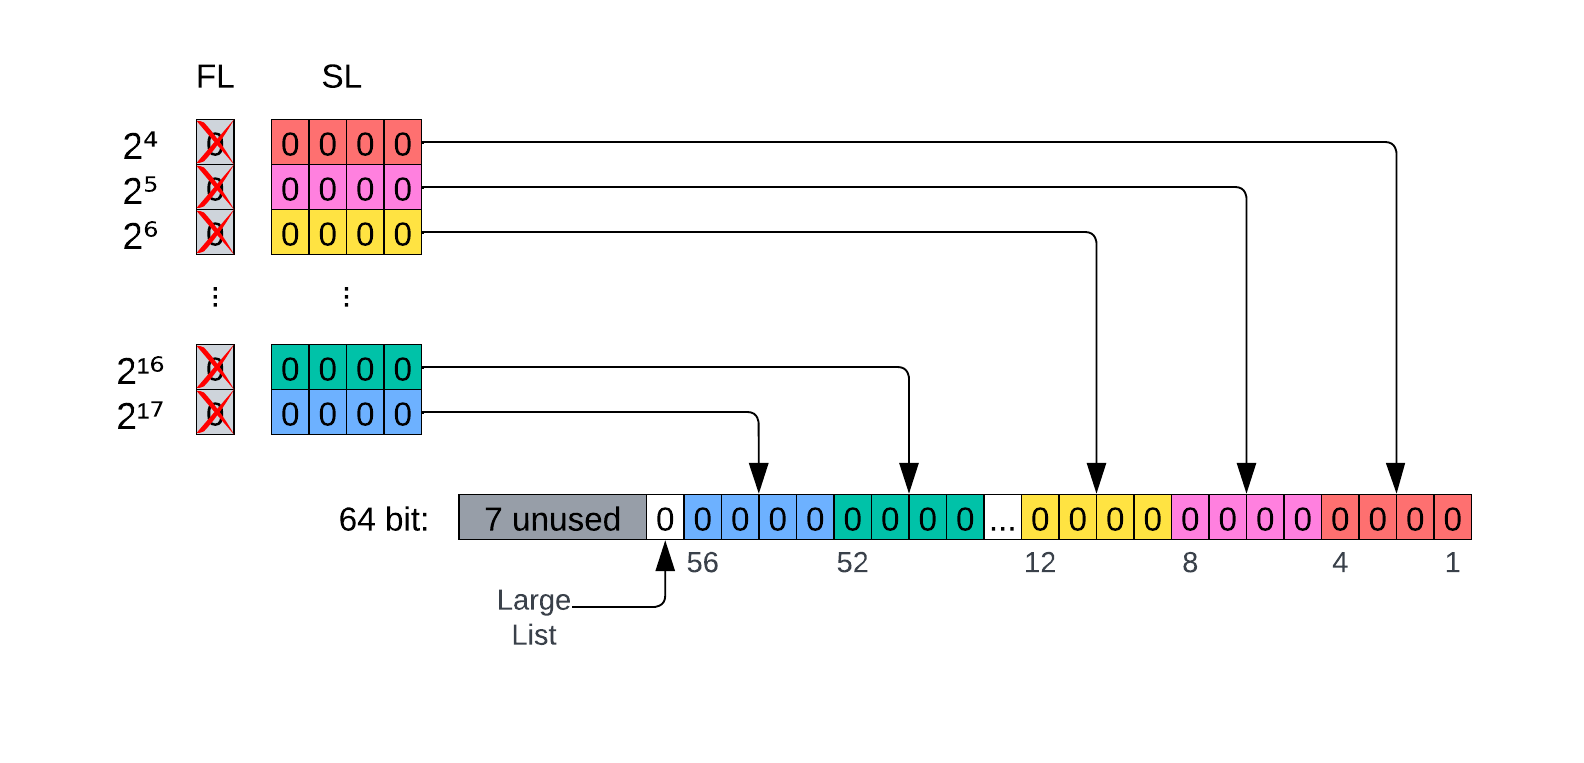 FL SL
2⁴ 0 0 0 0 0
2⁵ 0 0 0 0 0
2⁶ 0 0 0 0 0
⋮ ⋮
2¹⁶ 0 0 0 0 0
2¹⁷ 0 0 0 0 0
64 bit: 7 unused 0 0 0 0 0 0 0 0 0 ... 0 0 0 0 0 0 0 0 0 0 0 0
56 52 12 8 4 1
Large
List